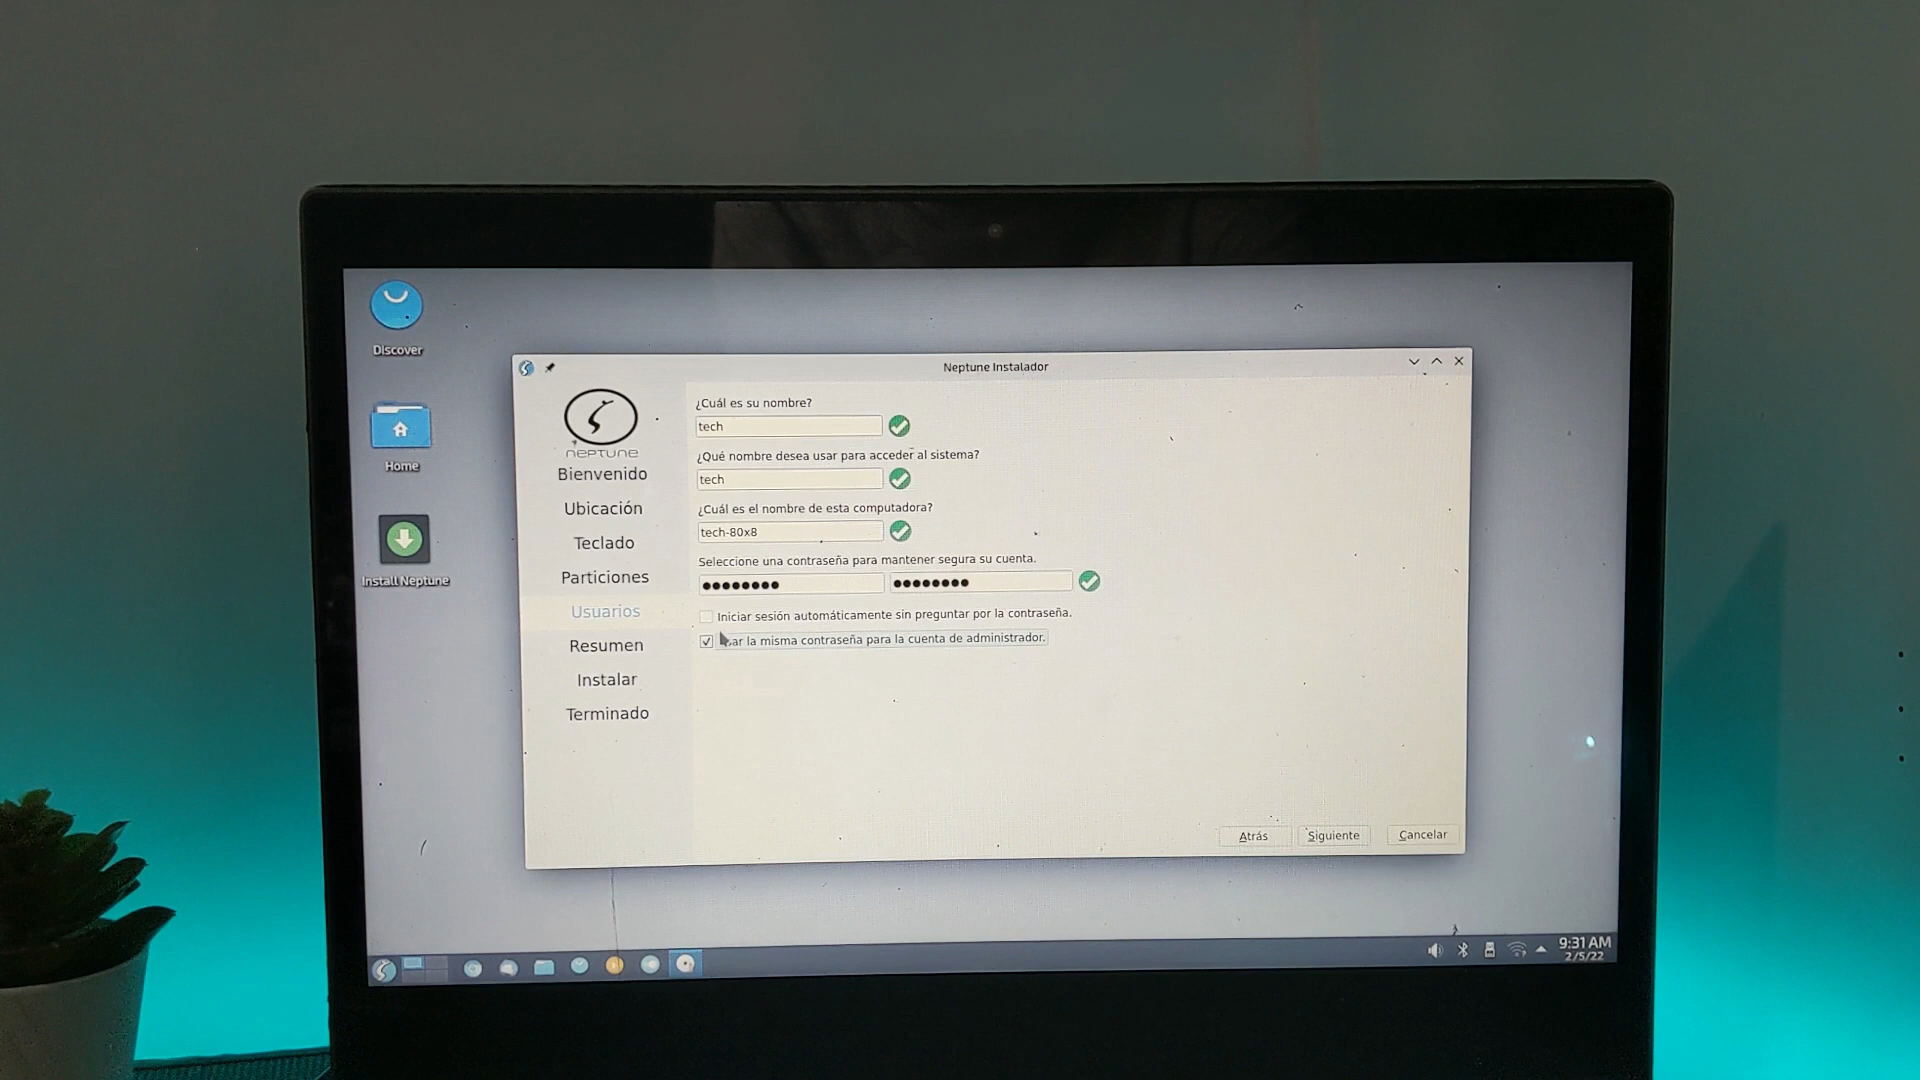 Discover
Home
Install Neptune
Neptune Instalador
NEPTUNE
Bienvenido
Ubicación
Teclado
Particiones
Usuarios
Resumen
Instalar
Terminado
¿Cuál es su nombre?
tech
¿Qué nombre desea usar para acceder al sistema?
tech
¿Cuál es el nombre de esta computadora?
tech-80x8
Seleccione una contraseña para mantener segura su cuenta.
●●●●●●●● ●●●●●●●●
Iniciar sesión automáticamente sin preguntar por la contraseña.
ar la misma contraseña para la cuenta de administrador.
Atrás Siguiente Cancelar
9:31 AM
2/5/22